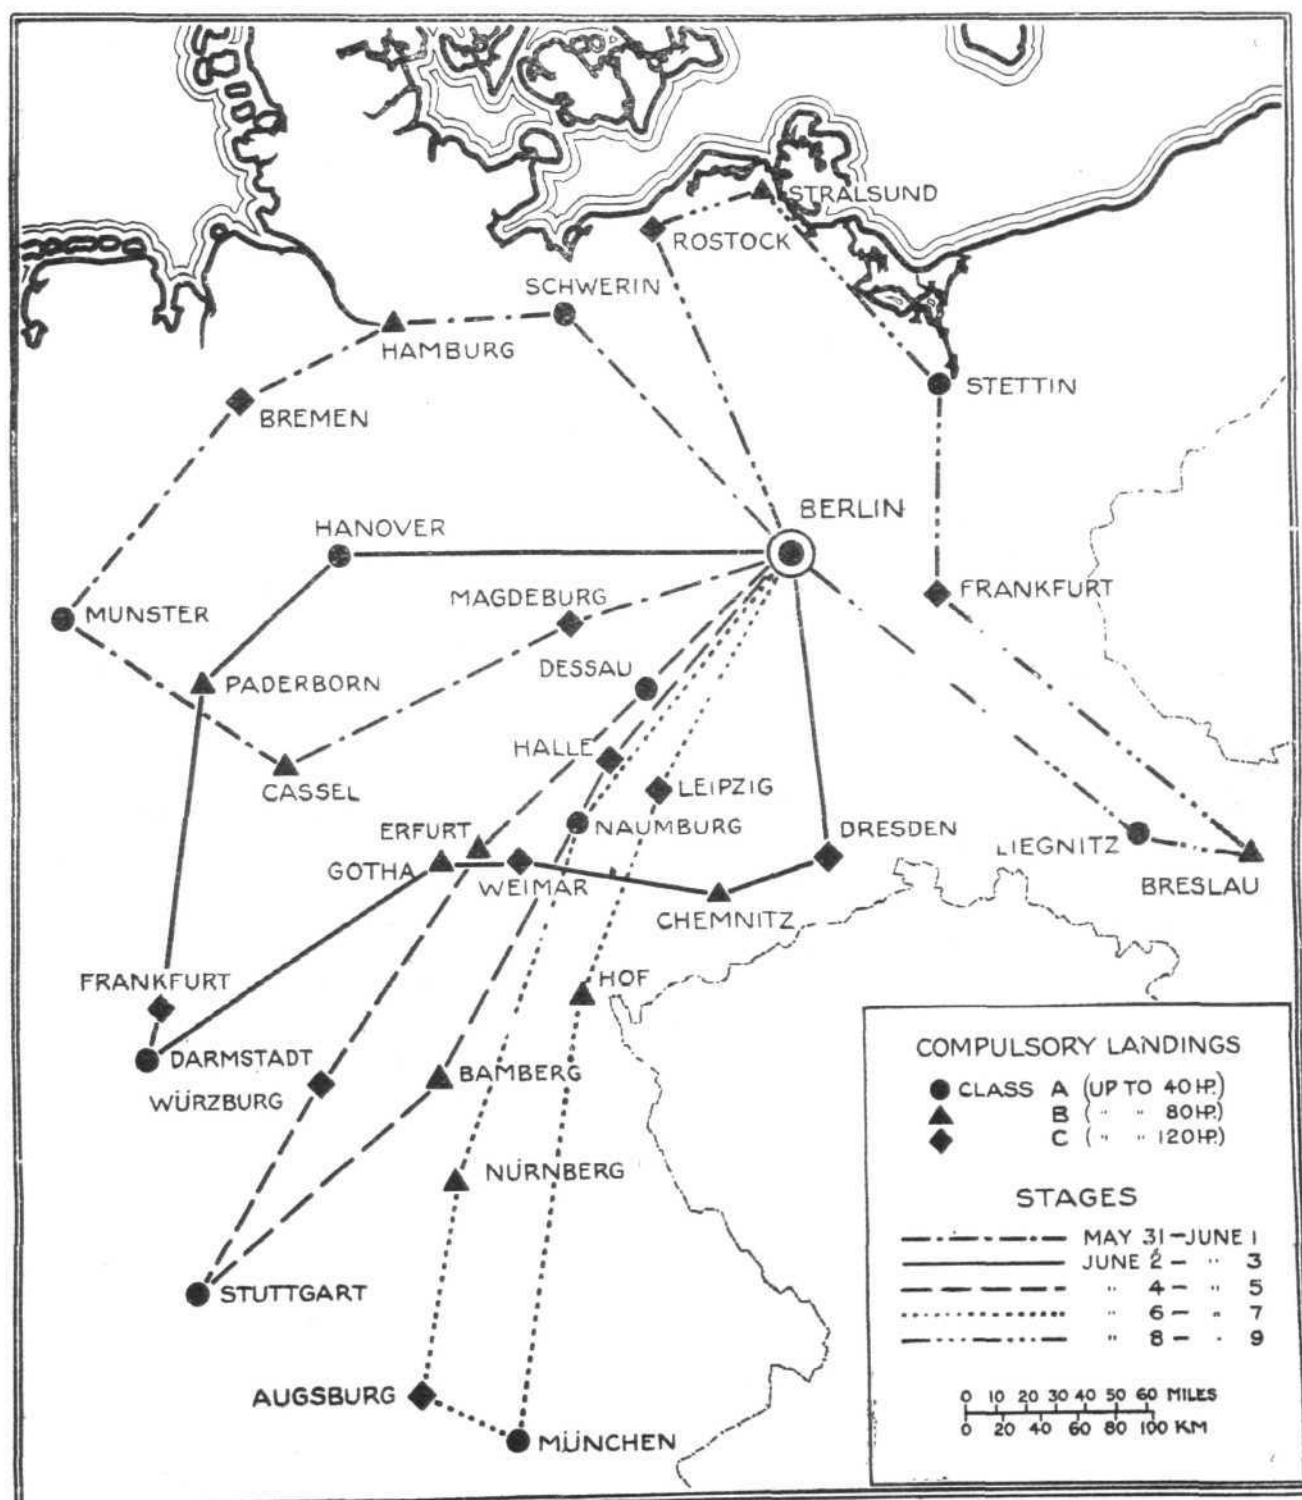 STRALSUND
ROSTOCK
SCHWERIN
HAMBURG
STETTIN
BREMEN
BERLIN
HANOVER
MAGDEBURG
FRANKFURT
MUNSTER
DESSAU
PADERBORN
HALLE
LEIPZIG
CASSEL
NAUMBURG
ERFURT
DRESDEN
LIEGNITZ
GOTHA
WEIMAR
BRESLAU
CHEMNITZ
FRANKFURT
HOF
DARMSTADT
BAMBERG
WÜRZBURG
NÜRNBERG
STUTTGART
AUGSBURG
MÜNCHEN
COMPULSORY LANDINGS
CLASS A (UP TO 40 HP.)
B ( " " 80 HP.)
C ( " " 120 HP.)
STAGES
MAY 31 – JUNE 1
JUNE 2 – " 3
" 4 – " 5
" 6 – " 7
" 8 – " 9
0 10 20 30 40 50 60 MILES
0 20 40 60 80 100 KM